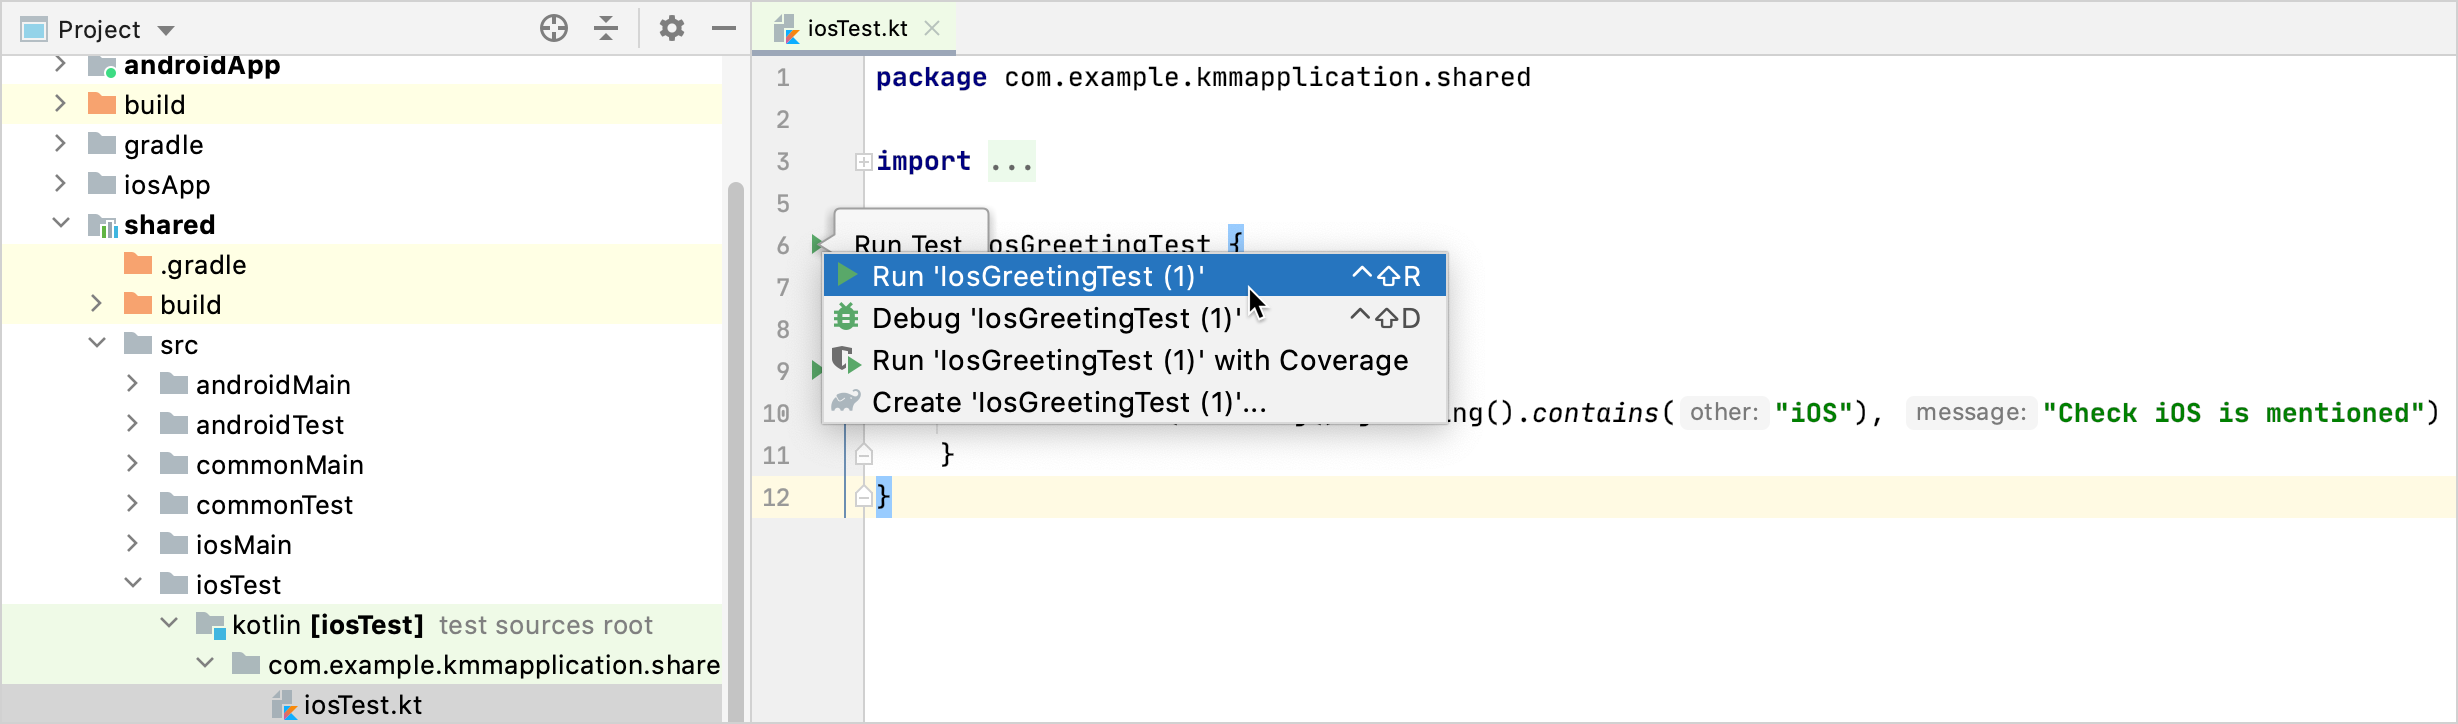 Project
androidApp
build
gradle
iosApp
shared
.gradle
build
src
androidMain
androidTest
commonMain
commonTest
iosMain
iosTest
kotlin [iosTest] test sources root
com.example.kmmapplication.share
iosTest.kt
iosTest.kt
1 package com.example.kmmapplication.shared
2
3 import ...
5
6 Run Test osGreetingTest {
7 Run 'IosGreetingTest (1)' ^⇧R
8 Debug 'IosGreetingTest (1)' ^⇧D
9 Run 'IosGreetingTest (1)' with Coverage
Create 'IosGreetingTest (1)'...
10 ng().contains( other: "iOS"), message: "Check iOS is mentioned")
11 }
12 }